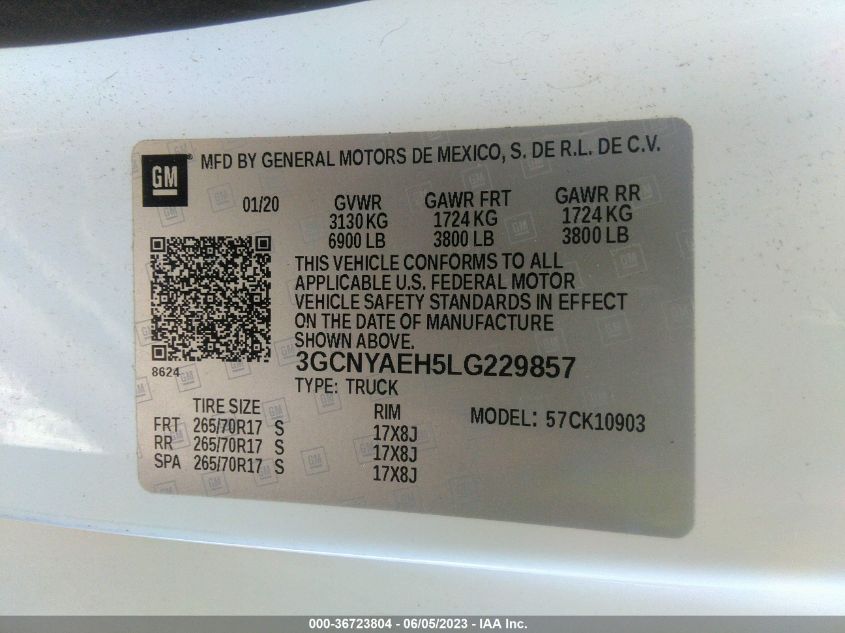 GM ® MFD BY GENERAL MOTORS DE MEXICO, S. DE R.L. DE C.V.
01/20 GVWR GAWR FRT GAWR RR
3130 KG 1724 KG 1724 KG
6900 LB 3800 LB 3800 LB
THIS VEHICLE CONFORMS TO ALL
APPLICABLE U.S. FEDERAL MOTOR
VEHICLE SAFETY STANDARDS IN EFFECT
ON THE DATE OF MANUFACTURE
SHOWN ABOVE.
8624
3GCNYAEH5LG229857
TYPE: TRUCK
TIRE SIZE RIM MODEL: 57CK10903
FRT 265/70R17 S 17X8J
RR 265/70R17 S 17X8J
SPA 265/70R17 S 17X8J
000-36723804 - 06/05/2023 - IAA Inc.